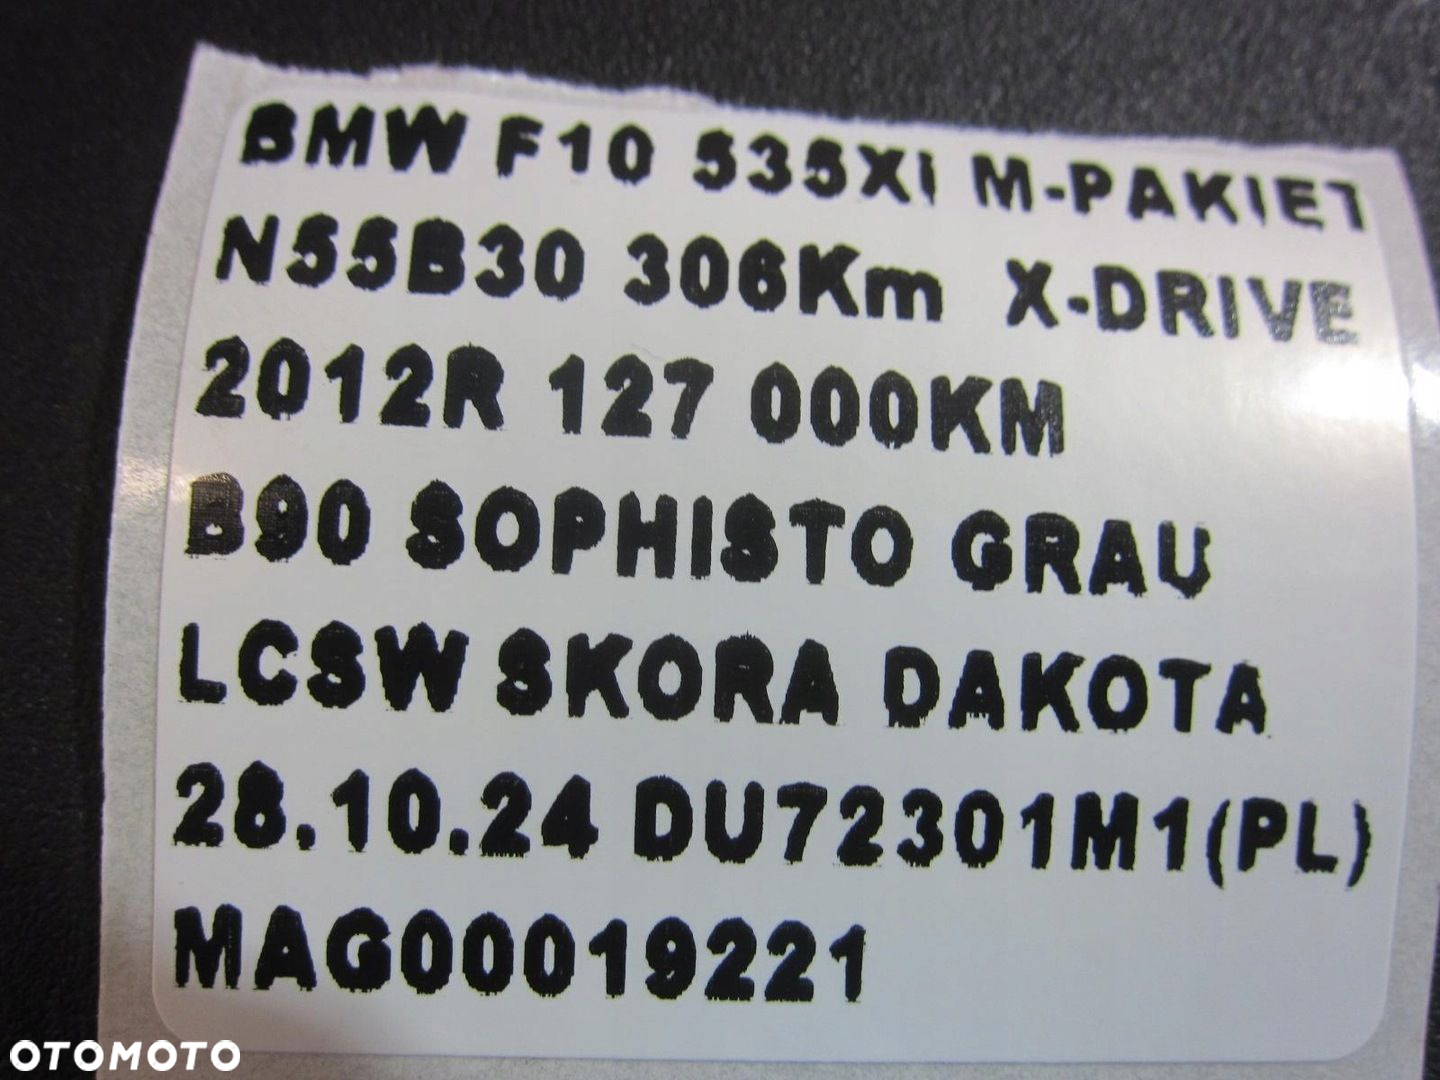 BMW F10 535XI M-PAKIET
N55B30 306Km X-DRIVE
2012R 127 000KM
B90 SOPHISTO GRAU
LCSW SKORA DAKOTA
28.10.24 DU72301M1(PL)
MAG00019221
OTOMOTO